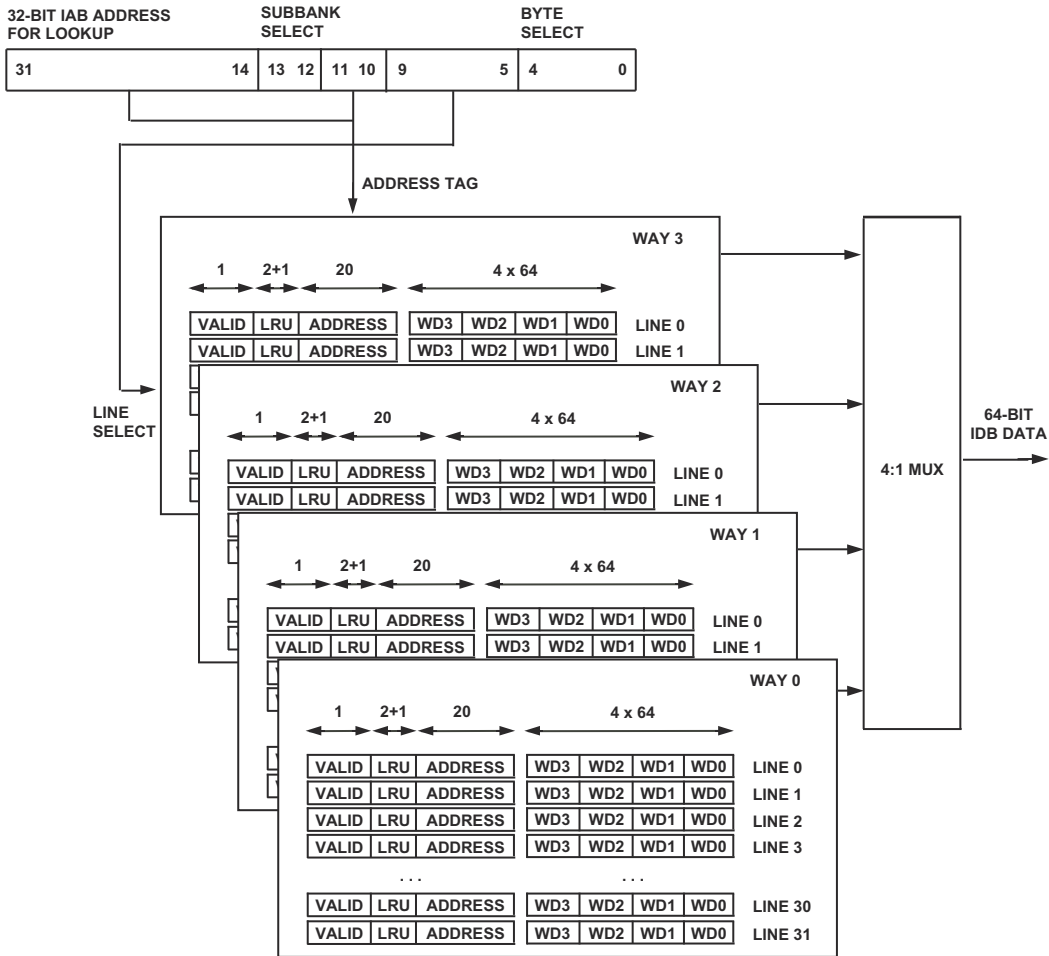 32-BIT IAB ADDRESS
FOR LOOKUP
SUBBANK
SELECT
BYTE
SELECT
31 14 13 12 11 10 9 5 4 0
ADDRESS TAG
WAY 3
1 2+1 20 4 x 64
VALID LRU ADDRESS WD3 WD2 WD1 WD0 LINE 0
VALID LRU ADDRESS WD3 WD2 WD1 WD0 LINE 1
LINE
SELECT
WAY 2
1 2+1 20 4 x 64
VALID LRU ADDRESS WD3 WD2 WD1 WD0 LINE 0
VALID LRU ADDRESS WD3 WD2 WD1 WD0 LINE 1
64-BIT
IDB DATA
4:1 MUX
WAY 1
1 2+1 20 4 x 64
VALID LRU ADDRESS WD3 WD2 WD1 WD0 LINE 0
VALID LRU ADDRESS WD3 WD2 WD1 WD0 LINE 1
WAY 0
1 2+1 20 4 x 64
VALID LRU ADDRESS WD3 WD2 WD1 WD0 LINE 0
VALID LRU ADDRESS WD3 WD2 WD1 WD0 LINE 1
VALID LRU ADDRESS WD3 WD2 WD1 WD0 LINE 2
VALID LRU ADDRESS WD3 WD2 WD1 WD0 LINE 3
. . . . . .
VALID LRU ADDRESS WD3 WD2 WD1 WD0 LINE 30
VALID LRU ADDRESS WD3 WD2 WD1 WD0 LINE 31